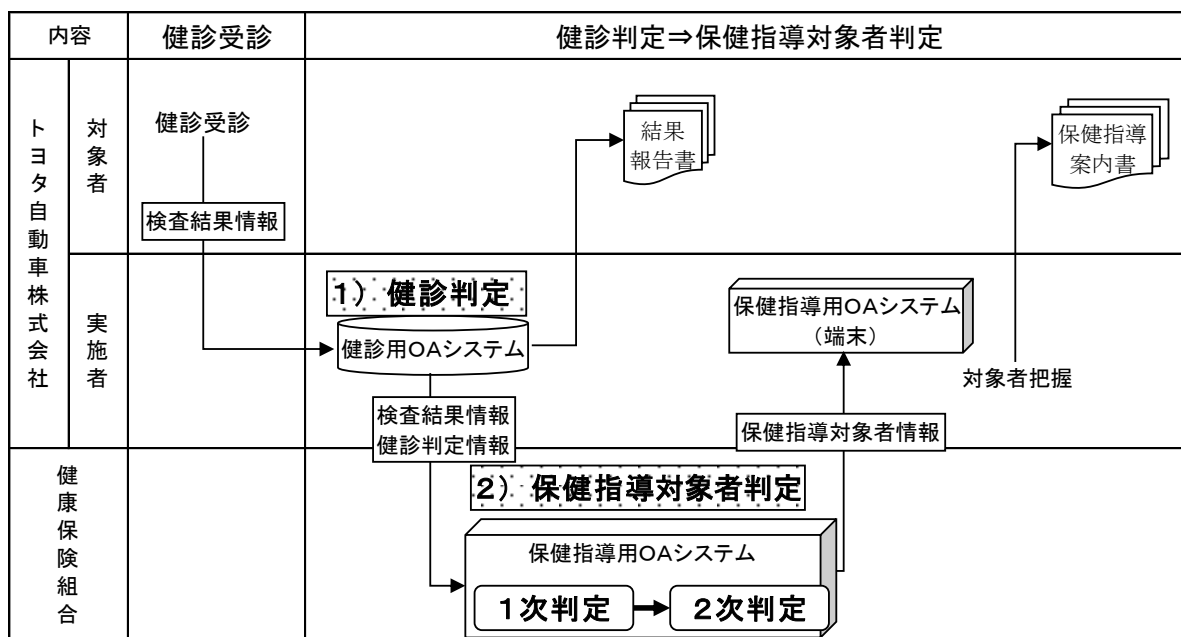 内容
健診受診
健診判定⇒保健指導対象者判定
トヨタ自動車株式会社
対象者
健診受診
検査結果情報
結果
報告書
保健指導
案内書
実施者
1） 健診判定
健診用OAシステム
検査結果情報
健診判定情報
保健指導用OAシステム
（端末）
対象者把握
保健指導対象者情報
健康保険組合
2） 保健指導対象者判定
保健指導用OAシステム
1次判定
2次判定